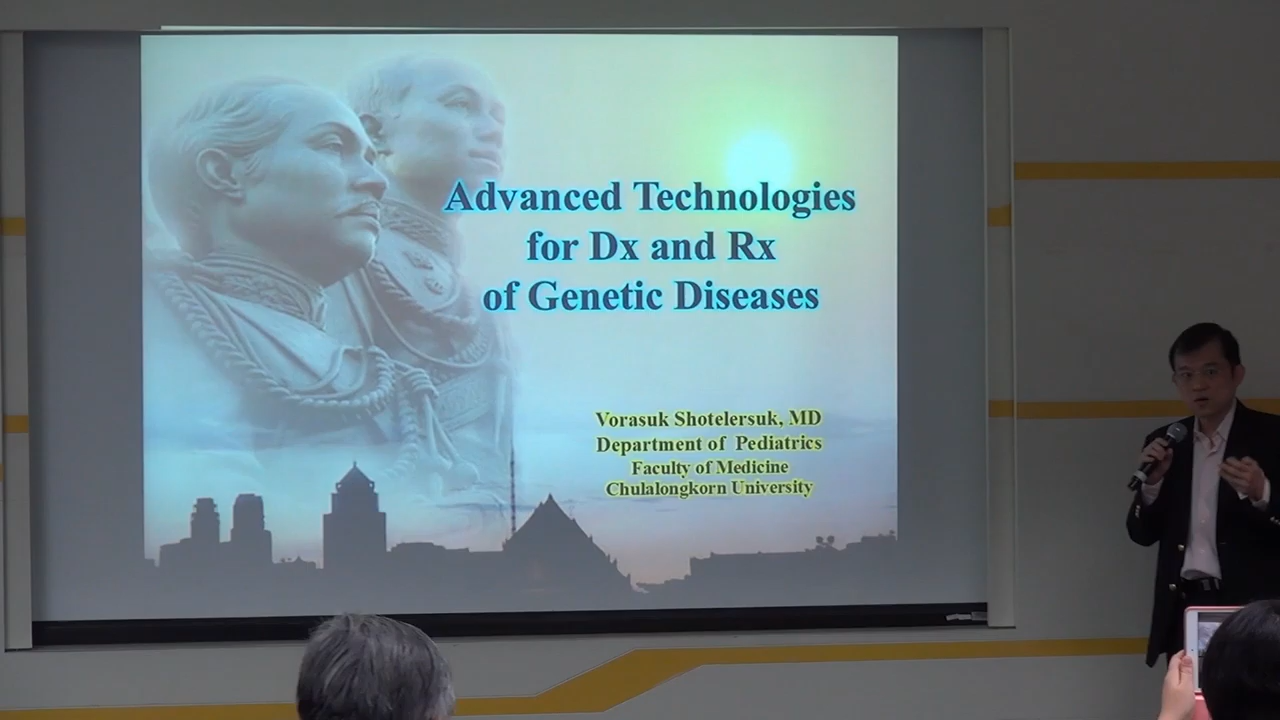 Advanced Technologies
for Dx and Rx
of Genetic Diseases
Vorasuk Shotelersuk, MD
Department of Pediatrics
Faculty of Medicine
Chulalongkorn University